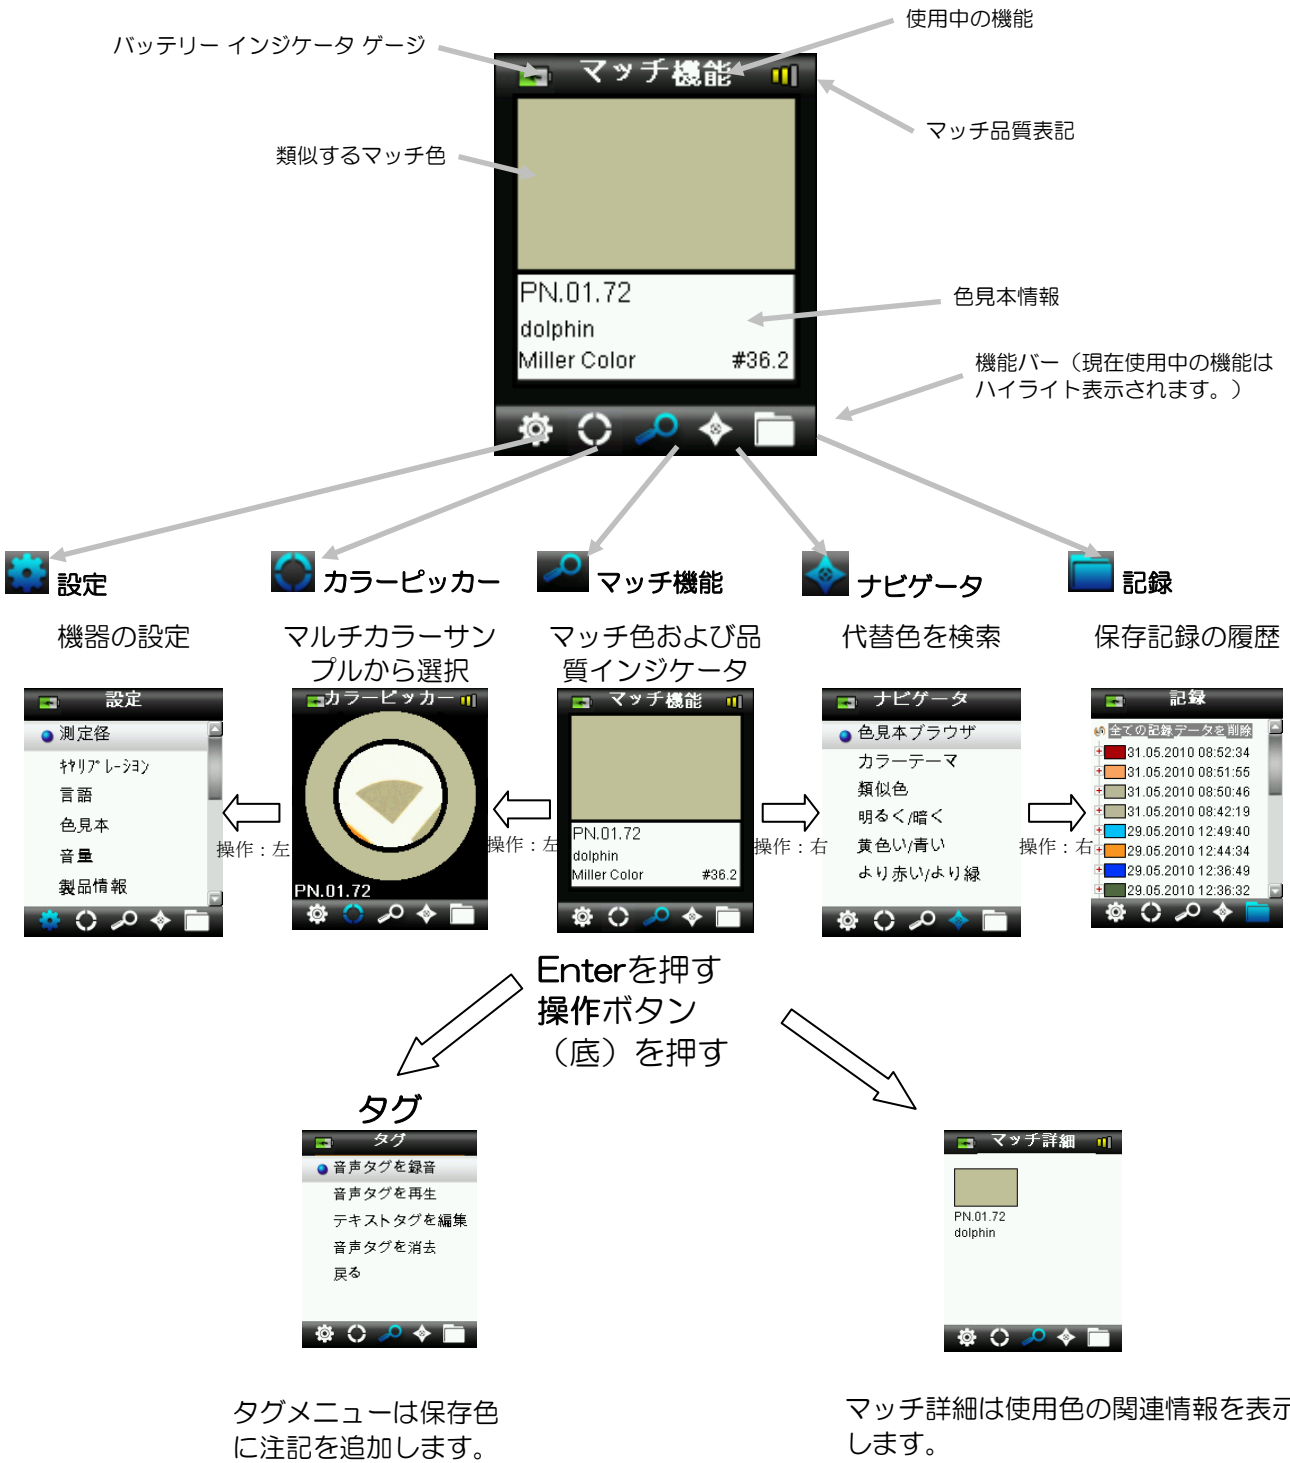 使用中の機能
バッテリー インジケータ ゲージ
マッチ機能
マッチ品質表記
類似するマッチ色
PN.01.72
dolphin
Miller Color #36.2
色見本情報
機能バー（現在使用中の機能は
ハイライト表示されます。）
設定
カラーピッカー
マッチ機能
ナビゲータ
記録
機器の設定
マルチカラーサン
プルから選択
マッチ色および品
質インジケータ
代替色を検索
保存記録の履歴
設定
測定径
ｷｬﾘﾌﾞﾚｰｼｮﾝ
言語
色見本
音量
製品情報
操作：左
カラーピッカー
PN.01.72
操作：左
マッチ機能
PN.01.72
dolphin
Miller Color #36.2
操作：右
ナビゲータ
色見本ブラウザ
カラーテーマ
類似色
明るく/暗く
黄色い/青い
より赤い/より緑
操作：右
記録
全ての記録データを削除
31.05.2010 08:52:34
31.05.2010 08:51:55
31.05.2010 08:50:46
31.05.2010 08:42:19
29.05.2010 12:49:40
29.05.2010 12:44:34
29.05.2010 12:36:49
29.05.2010 12:36:32
Enterを押す
操作ボタン
（底）を押す
タグ
タグ
音声タグを録音
音声タグを再生
テキストタグを編集
音声タグを消去
戻る
マッチ詳細
PN.01.72
dolphin
タグメニューは保存色
に注記を追加します。
マッチ詳細は使用色の関連情報を表示
します。